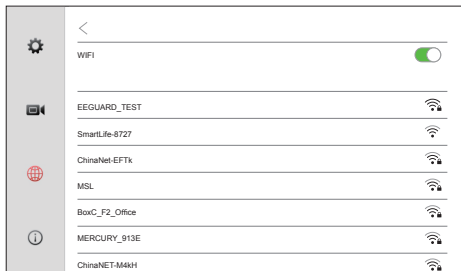 WIFI
EEGUARD_TEST
SmartLife-8727
ChinaNet-EFTk
MSL
BoxC_F2_Office
MERCURY_913E
ChinaNET-M4kH